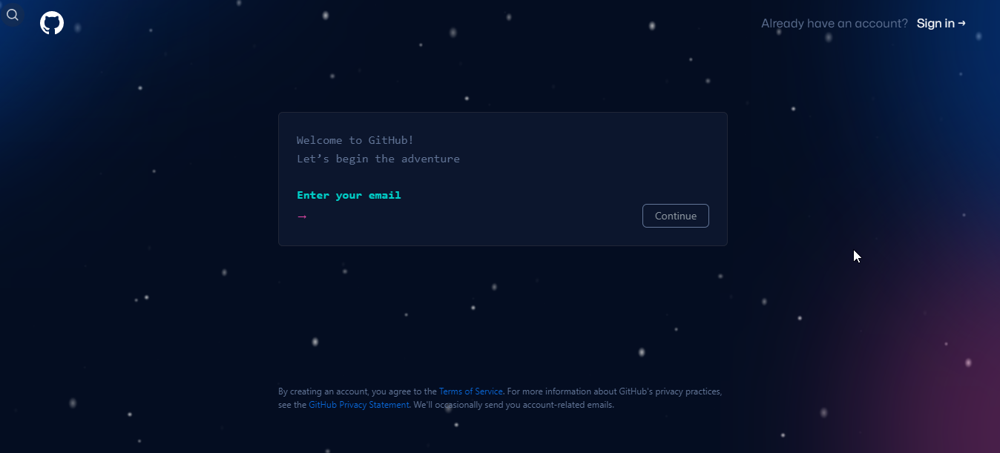 Already have an account? Sign in →
Welcome to GitHub!
Let’s begin the adventure
Enter your email
→
Continue
By creating an account, you agree to the Terms of Service. For more information about GitHub's privacy practices,
see the GitHub Privacy Statement. We'll occasionally send you account-related emails.